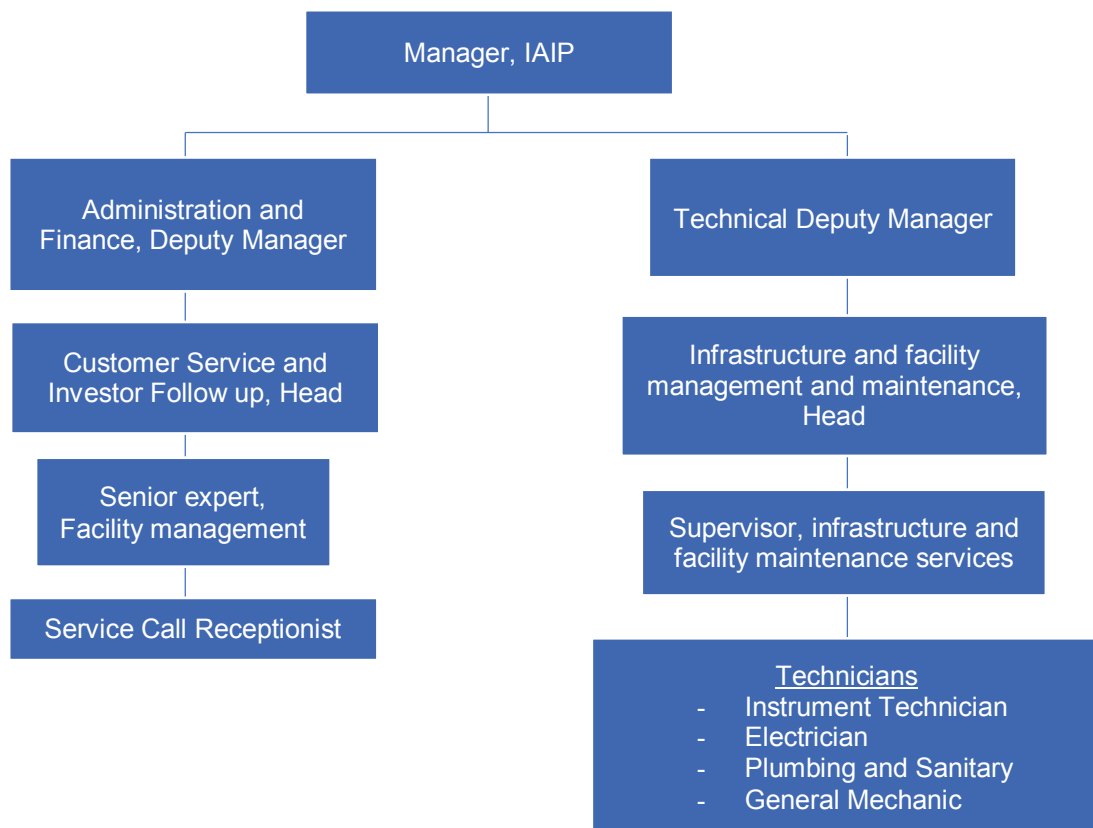 Manager, IAIP
Administration and
Finance, Deputy Manager
Customer Service and
Investor Follow up, Head
Senior expert,
Facility management
Service Call Receptionist
Technical Deputy Manager
Infrastructure and facility
management and maintenance,
Head
Supervisor, infrastructure and
facility maintenance services
Technicians
- Instrument Technician
- Electrician
- Plumbing and Sanitary
- General Mechanic